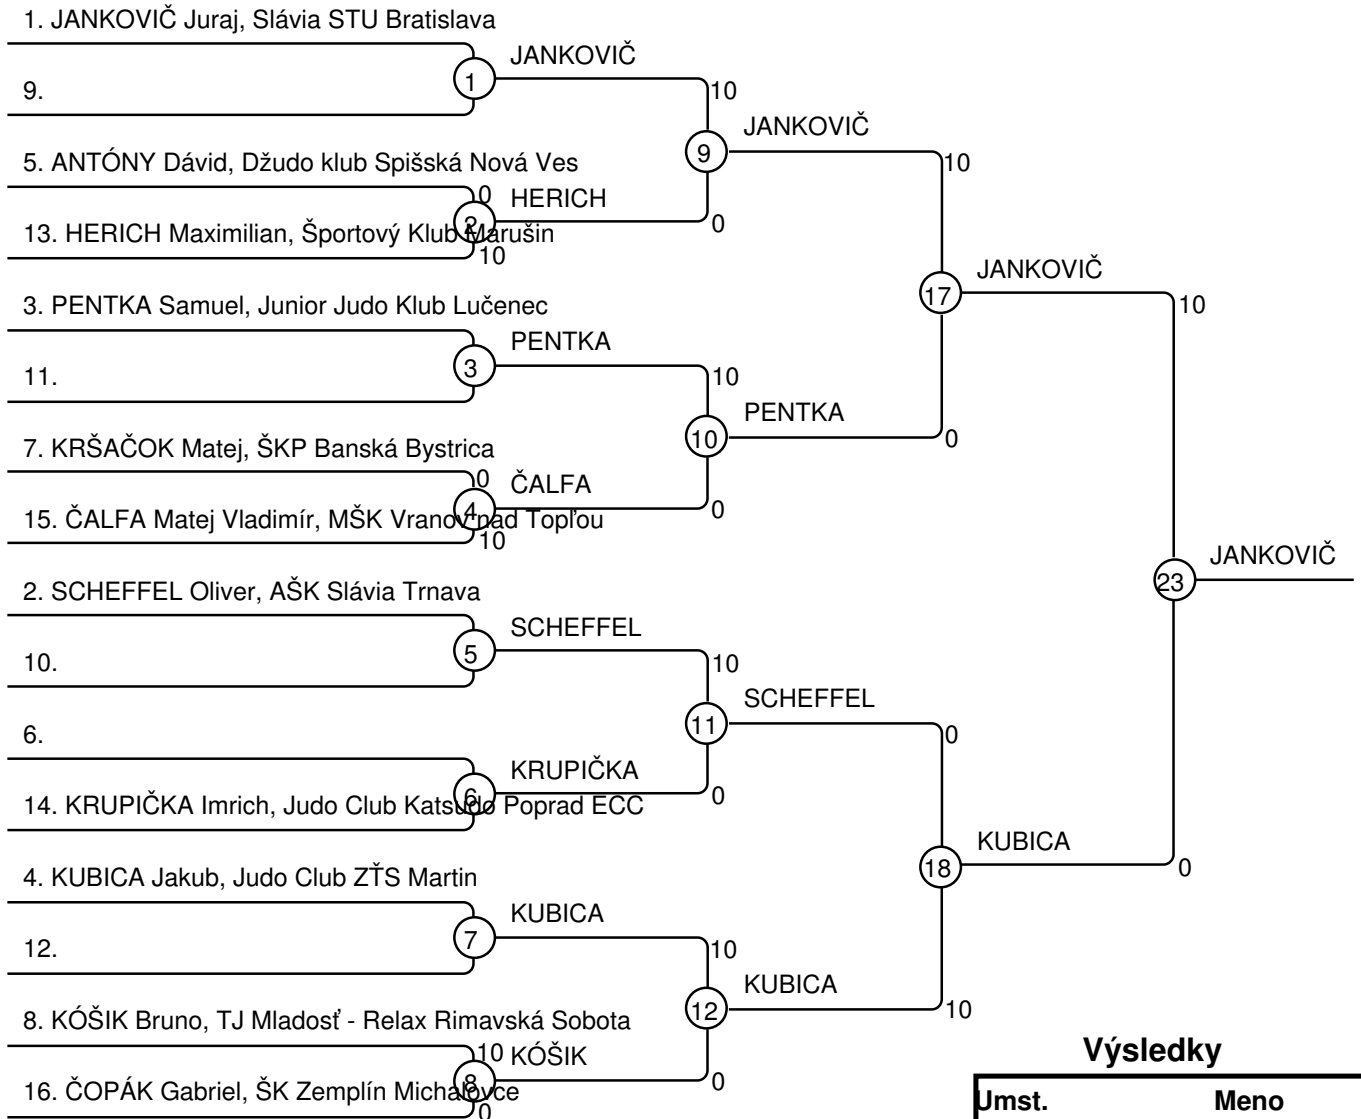 1. JANKOVIČ Juraj, Slávia STU Bratislava
JANKOVIČ
1
10
9.
JANKOVIČ
9
10
5. ANTÓNY Dávid, Džudo klub Spišská Nová Ves
0
HERICH
2
0
13. HERICH Maximilian, Športový Klub Marušin
10
JANKOVIČ
17
10
3. PENTKA Samuel, Junior Judo Klub Lučenec
PENTKA
3
10
11.
PENTKA
10
0
7. KRŠAČOK Matej, ŠKP Banská Bystrica
0
ČALFA
4
0
15. ČALFA Matej Vladimír, MŠK Vranov nad Topľou
10
JANKOVIČ
23
2. SCHEFFEL Oliver, AŠK Slávia Trnava
SCHEFFEL
5
10
10.
SCHEFFEL
11
0
6.
KRUPIČKA
6
0
14. KRUPIČKA Imrich, Judo Club Katsudo Poprad ECC
KUBICA
18
0
4. KUBICA Jakub, Judo Club ZŤS Martin
KUBICA
7
10
12.
KUBICA
12
10
8. KÓŠIK Bruno, TJ Mladosť - Relax Rimavská Sobota
10
KÓŠIK
8
0
16. ČOPÁK Gabriel, ŠK Zemplín Michalovce
0
Výsledky
Umst. Meno